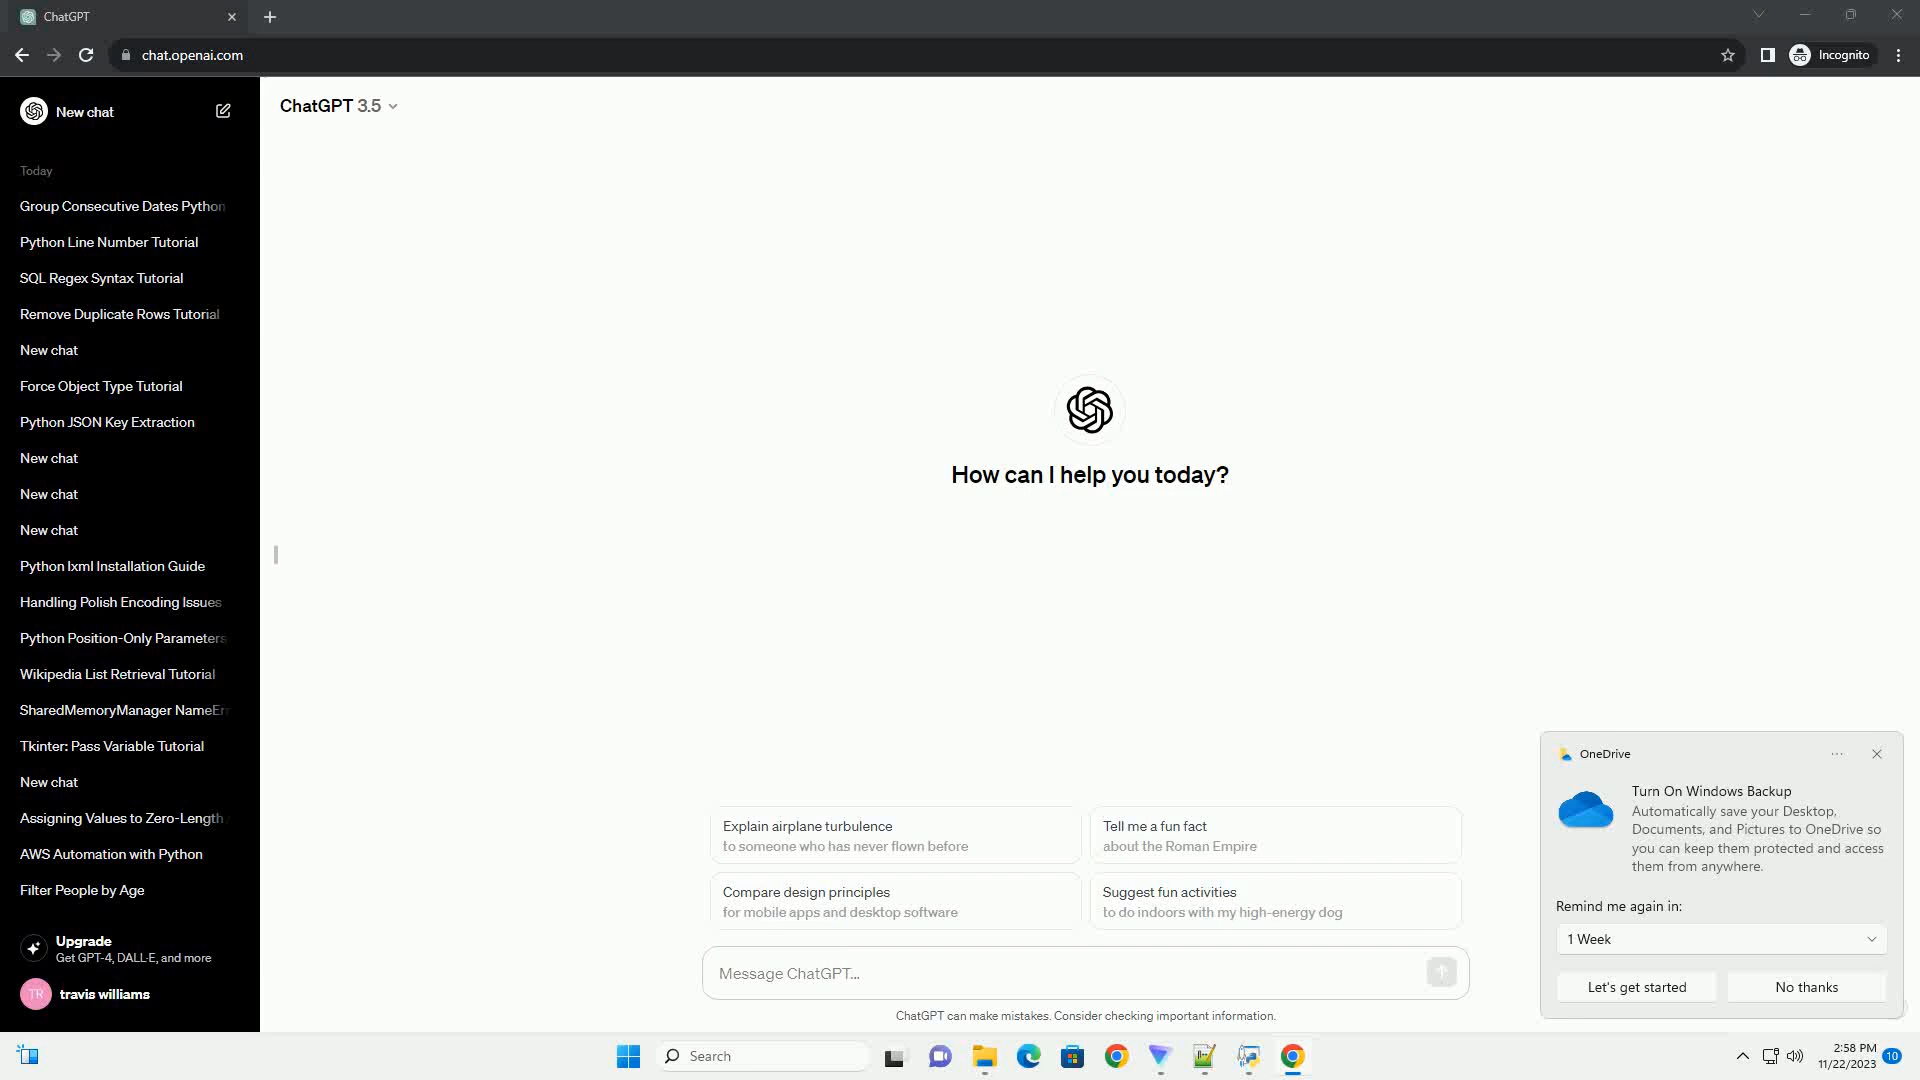 ChatGPT
chat.openai.com
Incognito
New chat
ChatGPT 3.5
Today
Group Consecutive Dates Python
Python Line Number Tutorial
SQL Regex Syntax Tutorial
Remove Duplicate Rows Tutorial
New chat
Force Object Type Tutorial
Python JSON Key Extraction
New chat
New chat
New chat
Python lxml Installation Guide
Handling Polish Encoding Issues
Python Position-Only Parameters
Wikipedia List Retrieval Tutorial
SharedMemoryManager NameErr
Tkinter: Pass Variable Tutorial
New chat
Assigning Values to Zero-Length
AWS Automation with Python
Filter People by Age
Upgrade
Get GPT-4, DALL·E, and more
TR
travis williams
How can I help you today?
Explain airplane turbulence
to someone who has never flown before
Tell me a fun fact
about the Roman Empire
Compare design principles
for mobile apps and desktop software
Suggest fun activities
to do indoors with my high-energy dog
Message ChatGPT...
ChatGPT can make mistakes. Consider checking important information.
OneDrive
Turn On Windows Backup
Automatically save your Desktop,
Documents, and Pictures to OneDrive so
you can keep them protected and access
them from anywhere.
Remind me again in:
1 Week
Let's get started
No thanks
Search
2:58 PM
11/22/2023
10